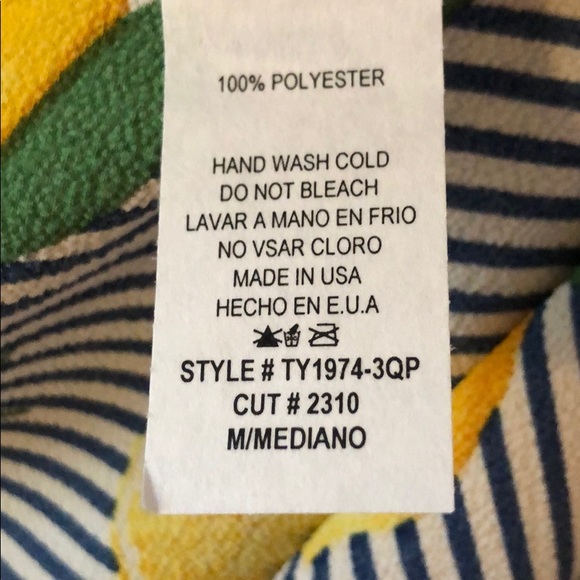 100% POLYESTER
HAND WASH COLD
DO NOT BLEACH
LAVAR A MANO EN FRIO
NO VSAR CLORO
MADE IN USA
HECHO EN E.U.A
STYLE # TY1974-3QP
CUT # 2310
M/MEDIANO